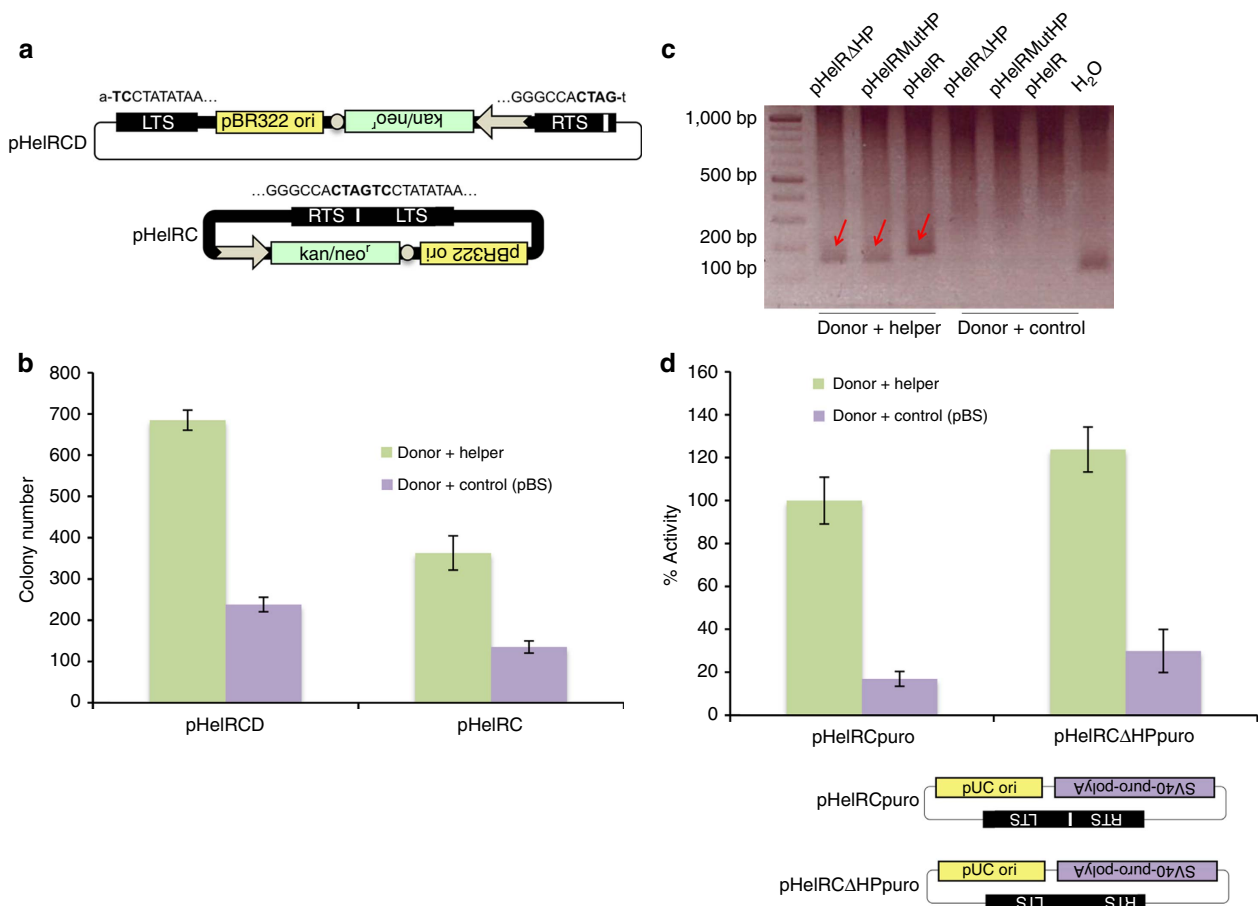 a
a-TCCTATATAA…
…GGGCCACTAG-t
LTS
pBR322 ori
kan/neoʳ
RTS
pHelRCD
…GGGCCACTAGTCCTATATAA…
RTS
LTS
pHelRC
kan/neoʳ
pBR322 ori
b
800
700
600
500
400
300
200
100
0
Colony number
Donor + helper
Donor + control (pBS)
pHelRCD
pHelRC
c
pHelRΔHP
pHelRMutHP
pHelR
pHelRΔHP
pHelRMutHP
pHelR
H₂O
1,000 bp
500 bp
200 bp
100 bp
Donor + helper
Donor + control
d
160
140
120
100
80
60
40
20
0
% Activity
Donor + helper
Donor + control (pBS)
pHelRCpuro
pHelRCΔHPpuro
pHelRCpuro
pUC ori
SV40-puro-polyA
LTS
RTS
pHelRCΔHPpuro
pUC ori
SV40-puro-polyA
LTS
RTS